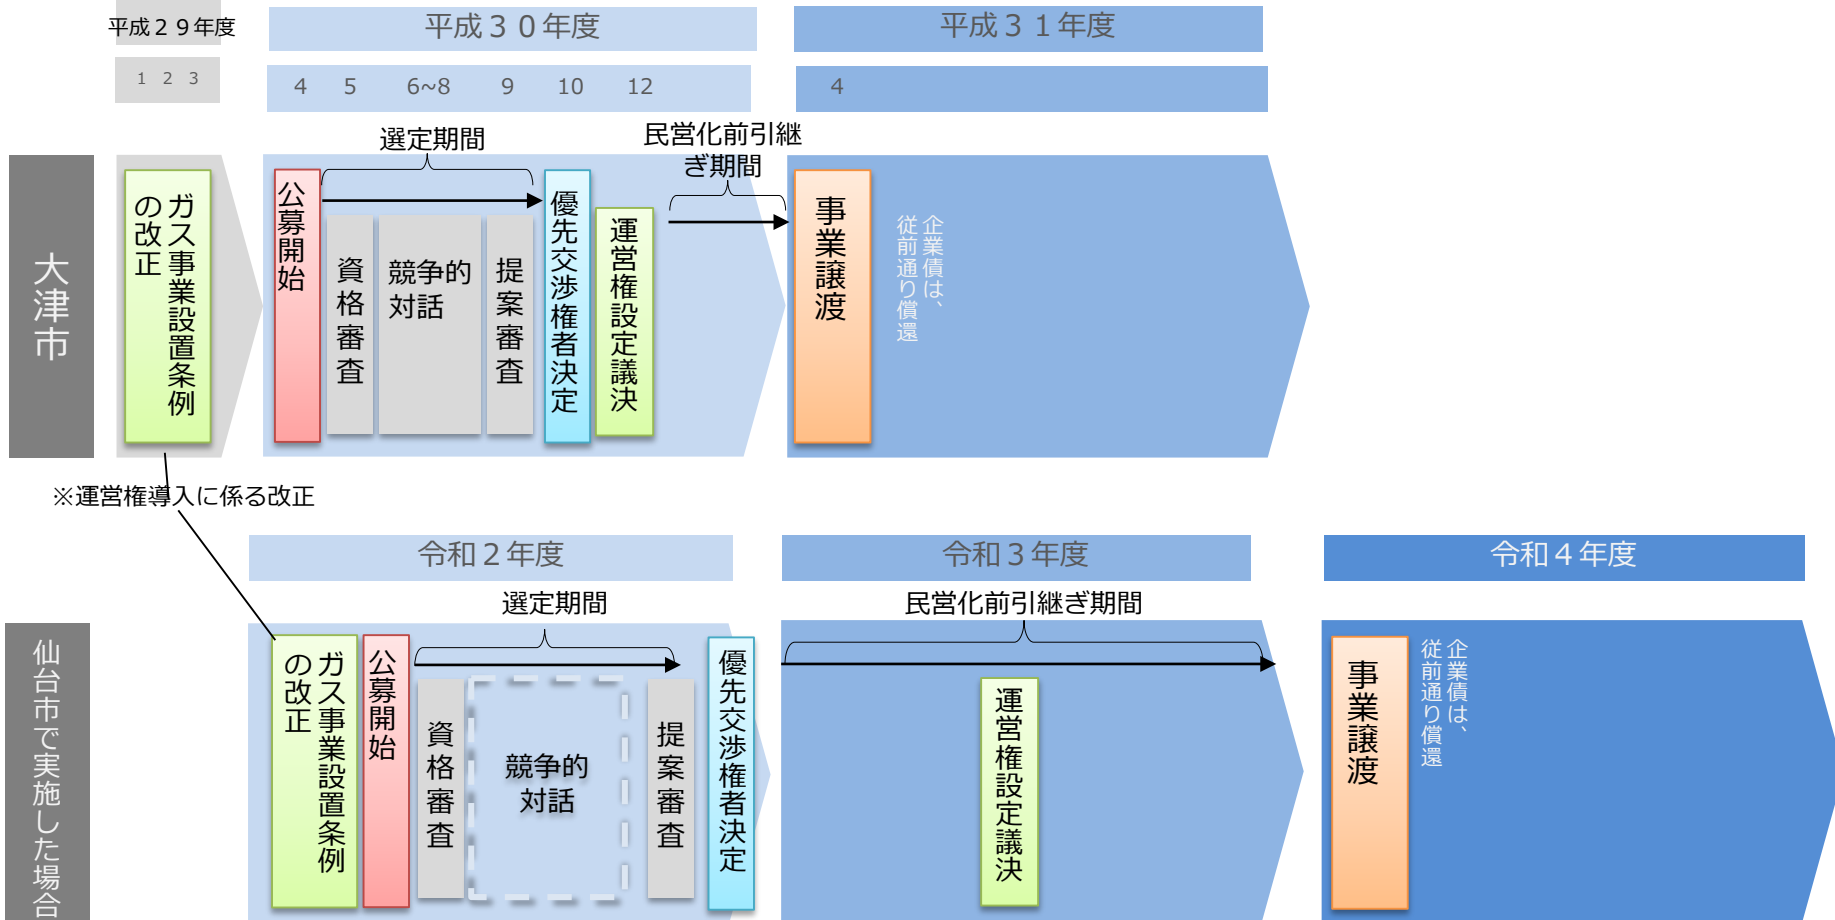 平成２９年度
平成３０年度
平成３１年度
1 2 3
4 5 6~8 9 10 12
4
大津市
ガス事業設置条例
の改正
公募開始
選定期間
資格審査
競争的
対話
提案審査
優先交渉権者決定
運営権設定議決
民営化前引継
ぎ期間
事業譲渡
企業債は、
従前通り償還
※運営権導入に係る改正
令和２年度
令和３年度
令和４年度
仙台市で実施した場合
ガス事業設置条例
の改正
公募開始
選定期間
資格審査
競争的
対話
提案審査
優先交渉権者決定
民営化前引継ぎ期間
運営権設定議決
事業譲渡
企業債は、
従前通り償還